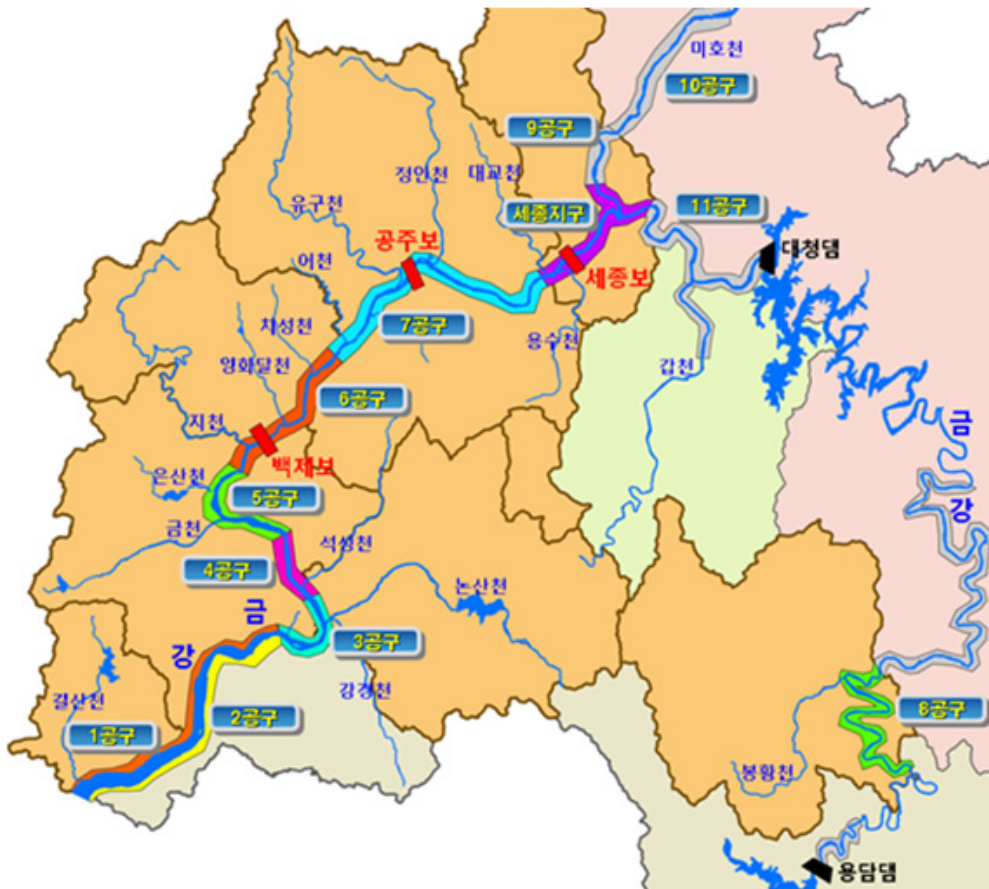 미호천
10공구
9공구
정안천
대교천
유구천
세종지구
11공구
공주보
대청댐
어천
세종보
7공구
치성천
용수천
영화달천
갑천
6공구
지천
금
백제보
은산천
5공구
강
금천
석성천
4공구
논산천
금
3공구
강
강경천
길산천
2공구
8공구
1공구
봉황천
용담댐